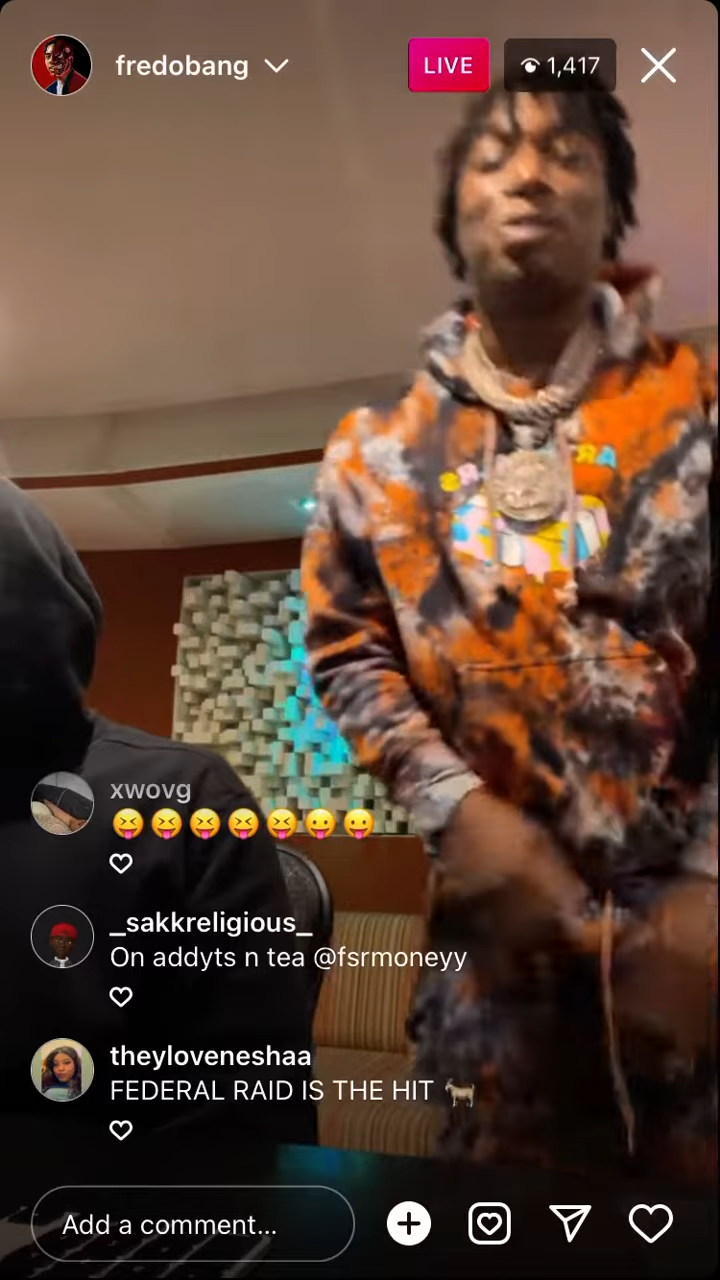 fredobang
LIVE
1,417
xwovg
😝😝😝😝😝😛😛
_sakkreligious_
On addyts n tea @fsrmoneyy
theyloveneshaa
FEDERAL RAID IS THE HIT 🐐
Add a comment...